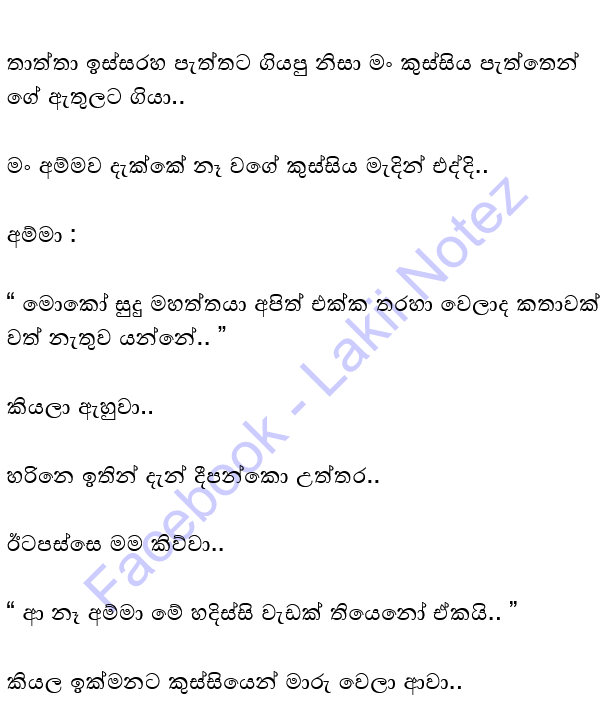 තාත්තා ඉස්සරහ පැත්තට ගියපු නිසා මං කුස්සිය පැත්තෙන්
ගේ ඇතුලට ගියා..
මං අම්මව දැක්කේ නෑ වගේ කුස්සිය මැදින් එද්දි..
අම්මා :
“ මොකෝ සුදු මහත්තයා අපිත් එක්ක තරහා වෙලාද කතාවක්
වත් නැතුව යන්නේ.. ”
කියලා ඇහුවා..
හරිනෙ ඉතින් දැන් දීපන්කො උත්තර..
ඊටපස්සෙ මම කිව්වා..
“ ආ නෑ අම්මා මේ හදිස්සි වැඩක් තියෙනෝ ඒකයි.. ”
කියල ඉක්මනට කුස්සියෙන් මාරු වෙලා ආවා..
Facebook - Lakii Notez